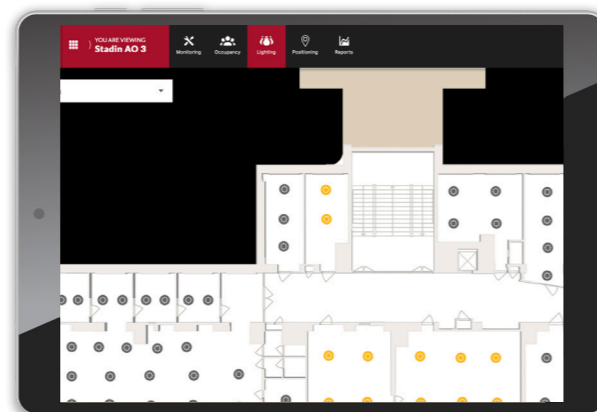 YOU ARE VIEWING
Stadin AO 3
Monitoring
Occupancy
Lighting
Positioning
Reports